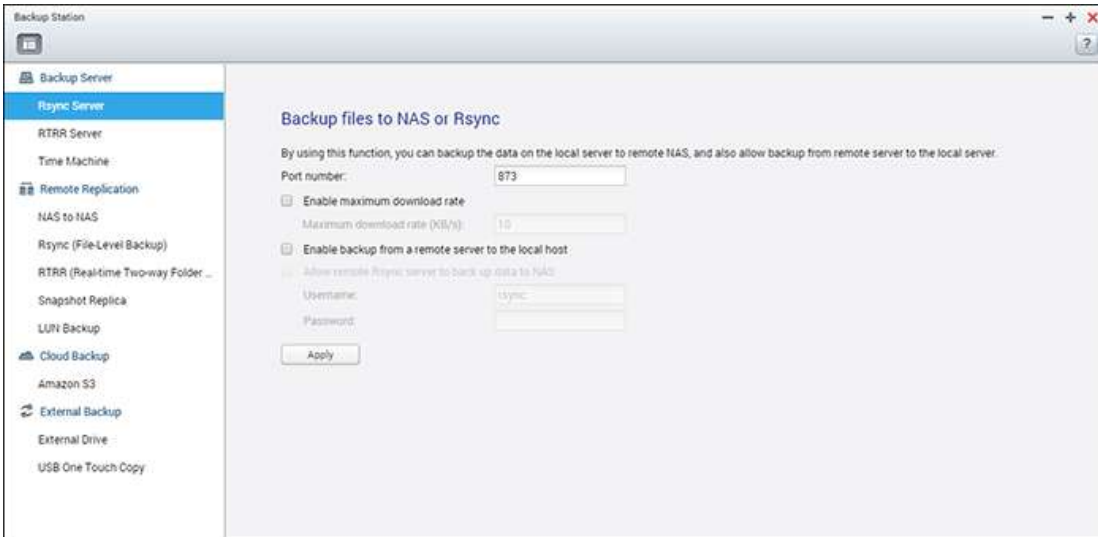 Backup Station
?
Backup Server
Rsync Server
RTRR Server
Time Machine
Remote Replication
NAS to NAS
Rsync (File-Level Backup)
RTRR (Real-time Two-way Folder ...
Snapshot Replica
LUN Backup
Cloud Backup
Amazon S3
External Backup
External Drive
USB One Touch Copy
Backup files to NAS or Rsync
By using this function, you can backup the data on the local server to remote NAS, and also allow backup from remote server to the local server.
Port number: 873
Enable maximum download rate
Maximum download rate (KB/s): 10
Enable backup from a remote server to the local host
Allow remote Rsync server to back up data to NAS
Username: rsync
Password:
Apply